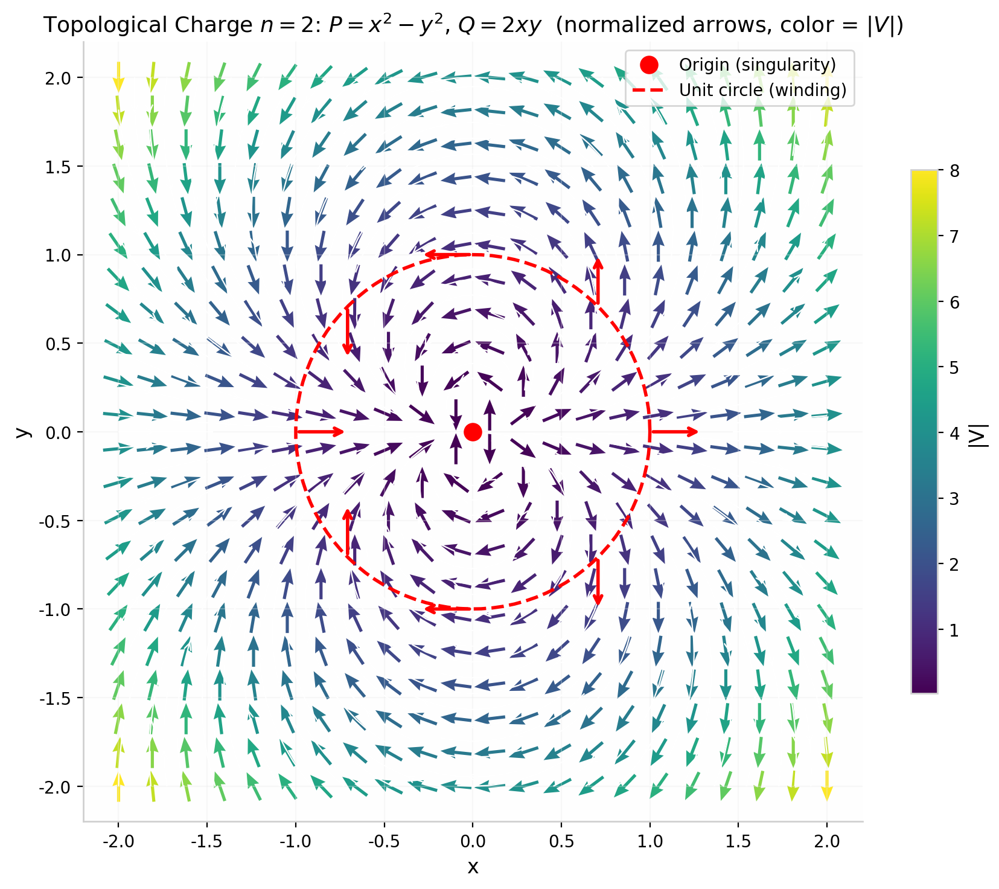 Topological Charge n = 2: P = x² − y², Q = 2xy (normalized arrows, color = |V|)
Origin (singularity)
Unit circle (winding)
2.0
1.5
1.0
0.5
0.0
-0.5
-1.0
-1.5
-2.0
y
-2.0 -1.5 -1.0 -0.5 0.0 0.5 1.0 1.5 2.0
x
8
7
6
5
4
3
2
1
|V|